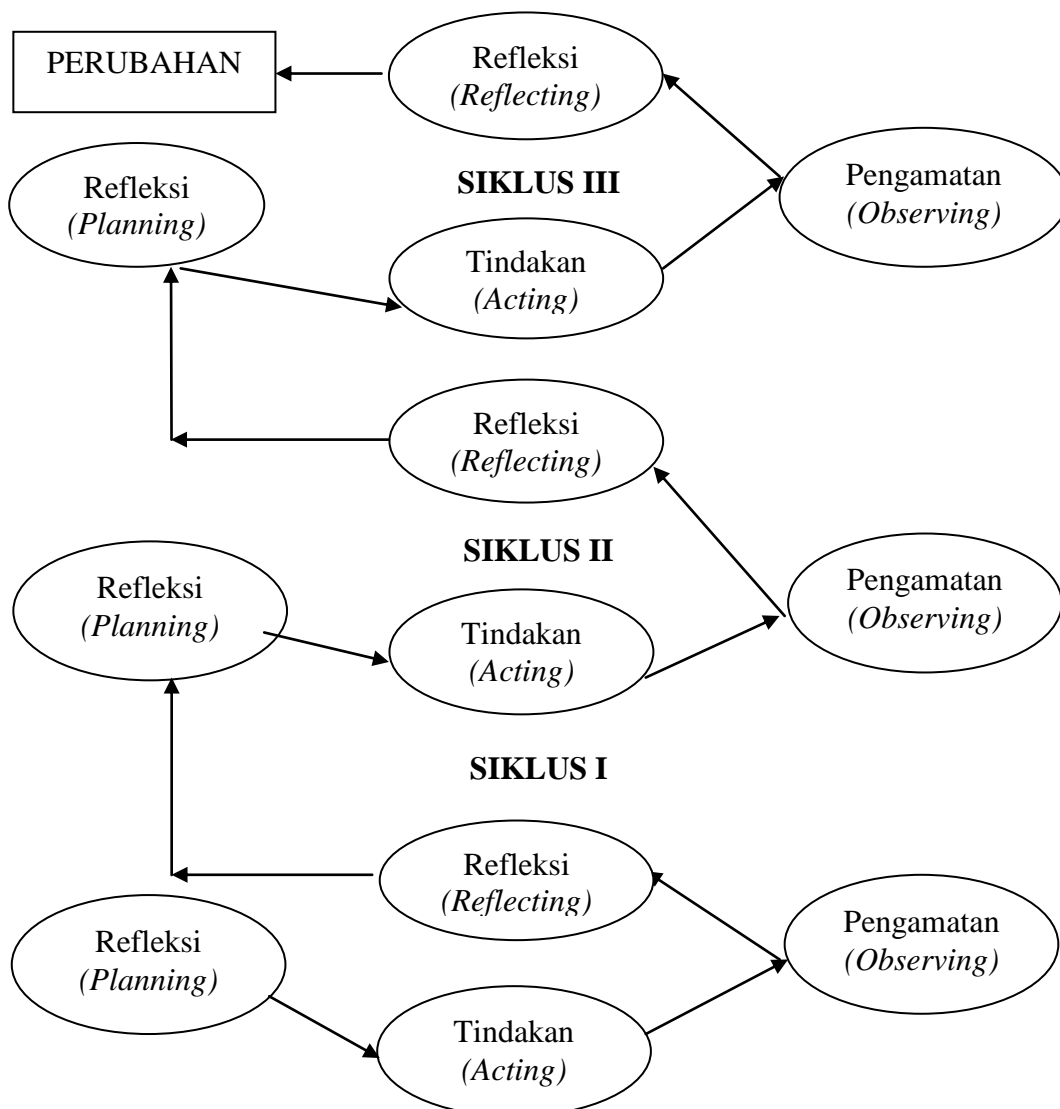 PERUBAHAN
Refleksi
(Reflecting)
Refleksi
(Planning)
SIKLUS III
Pengamatan
(Observing)
Tindakan
(Acting)
Refleksi
(Reflecting)
SIKLUS II
Refleksi
(Planning)
Pengamatan
(Observing)
Tindakan
(Acting)
SIKLUS I
Refleksi
(Reflecting)
Refleksi
(Planning)
Pengamatan
(Observing)
Tindakan
(Acting)